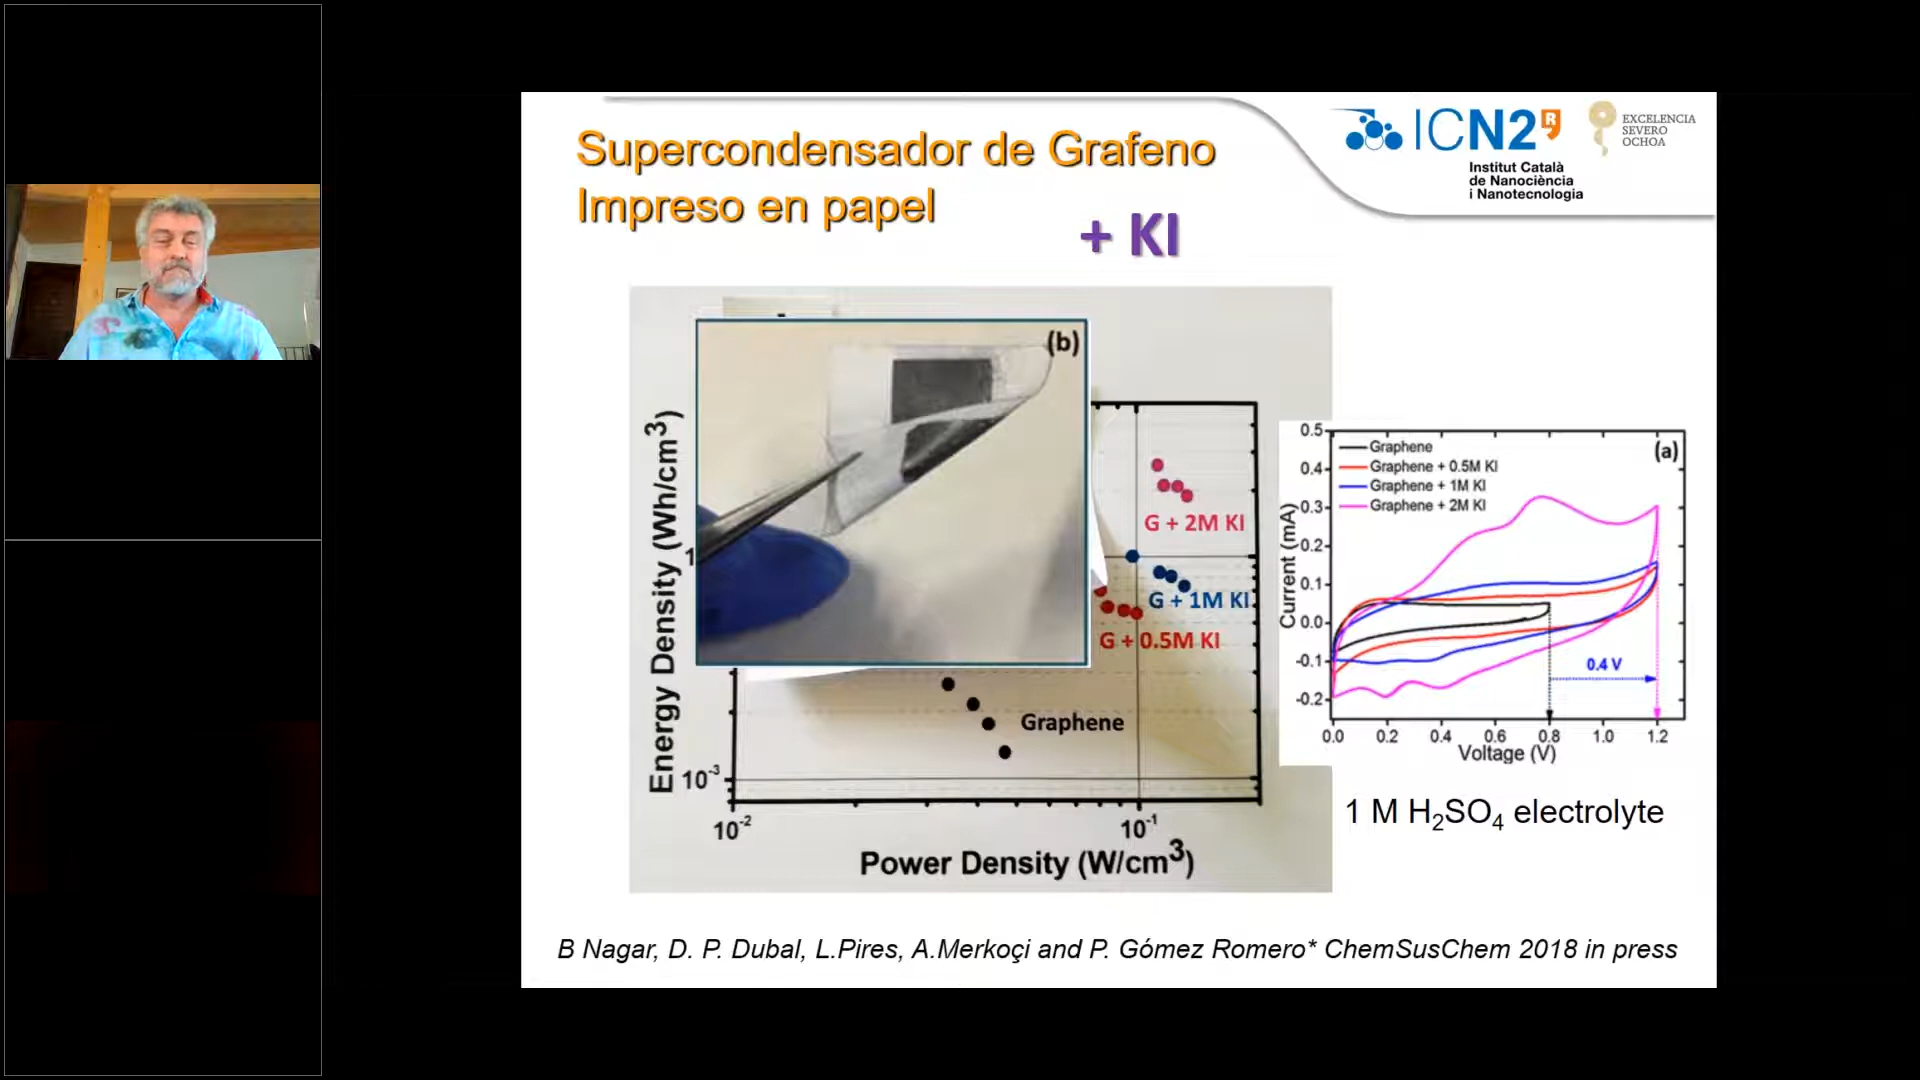 Supercondensador de Grafeno
Impreso en papel
+ KI
ICN2
R
Institut Català
de Nanociència
i Nanotecnologia
EXCELENCIA
SEVERO
OCHOA
(b)
Energy Density (Wh/cm³)
1
10⁻³
G + 2M KI
G + 1M KI
G + 0.5M KI
Graphene
10⁻² 10⁻¹
Power Density (W/cm³)
(a)
Graphene
Graphene + 0.5M KI
Graphene + 1M KI
Graphene + 2M KI
Current (mA)
0.5
0.4
0.3
0.2
0.1
0.0
-0.1
-0.2
0.4 V
0.0 0.2 0.4 0.6 0.8 1.0 1.2
Voltage (V)
1 M H₂SO₄ electrolyte
B Nagar, D. P. Dubal, L.Pires, A.Merkoçi and P. Gómez Romero* ChemSusChem 2018 in press